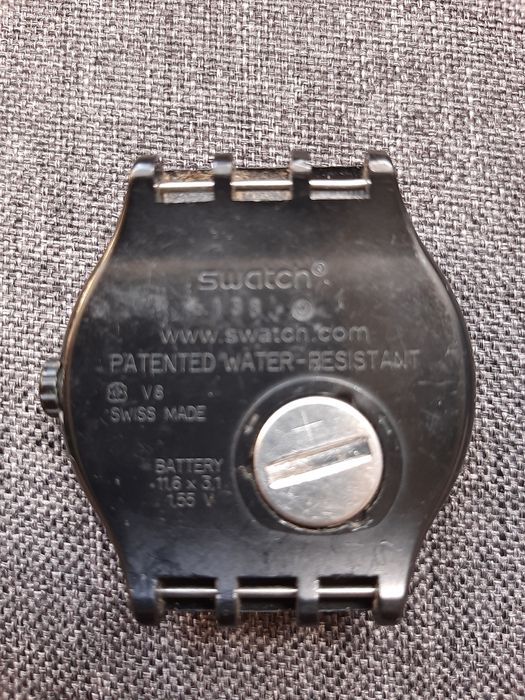 swatch®
www.swatch.com
PATENTED WATER-RESISTANT
V8
SWISS MADE
BATTERY
11.6 x 3.1
1.55 V
+